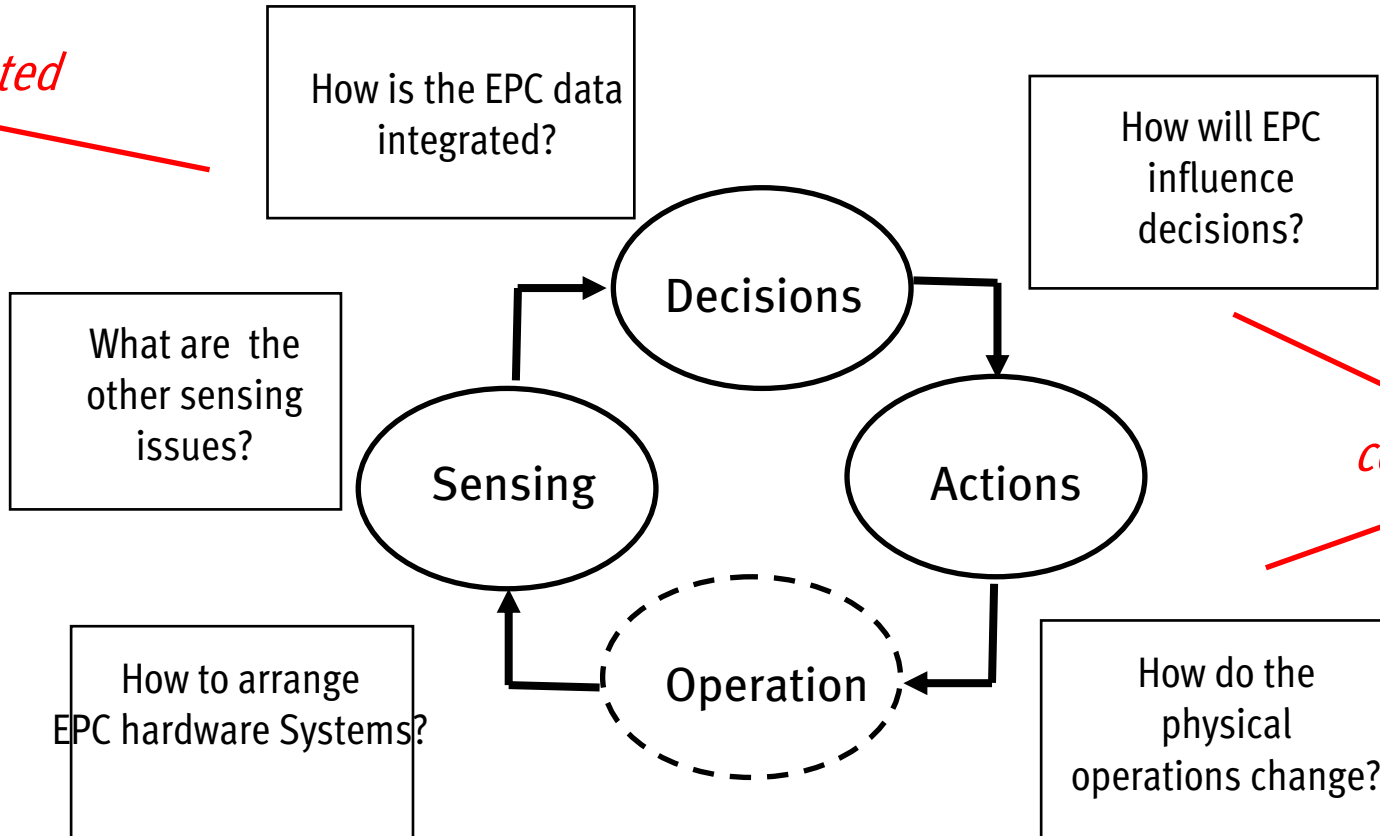 ted
How is the EPC data
integrated?
How will EPC
influence
decisions?
Decisions
What are the
other sensing
issues?
Sensing
Actions
Operation
How to arrange
EPC hardware Systems?
How do the
physical
operations change?